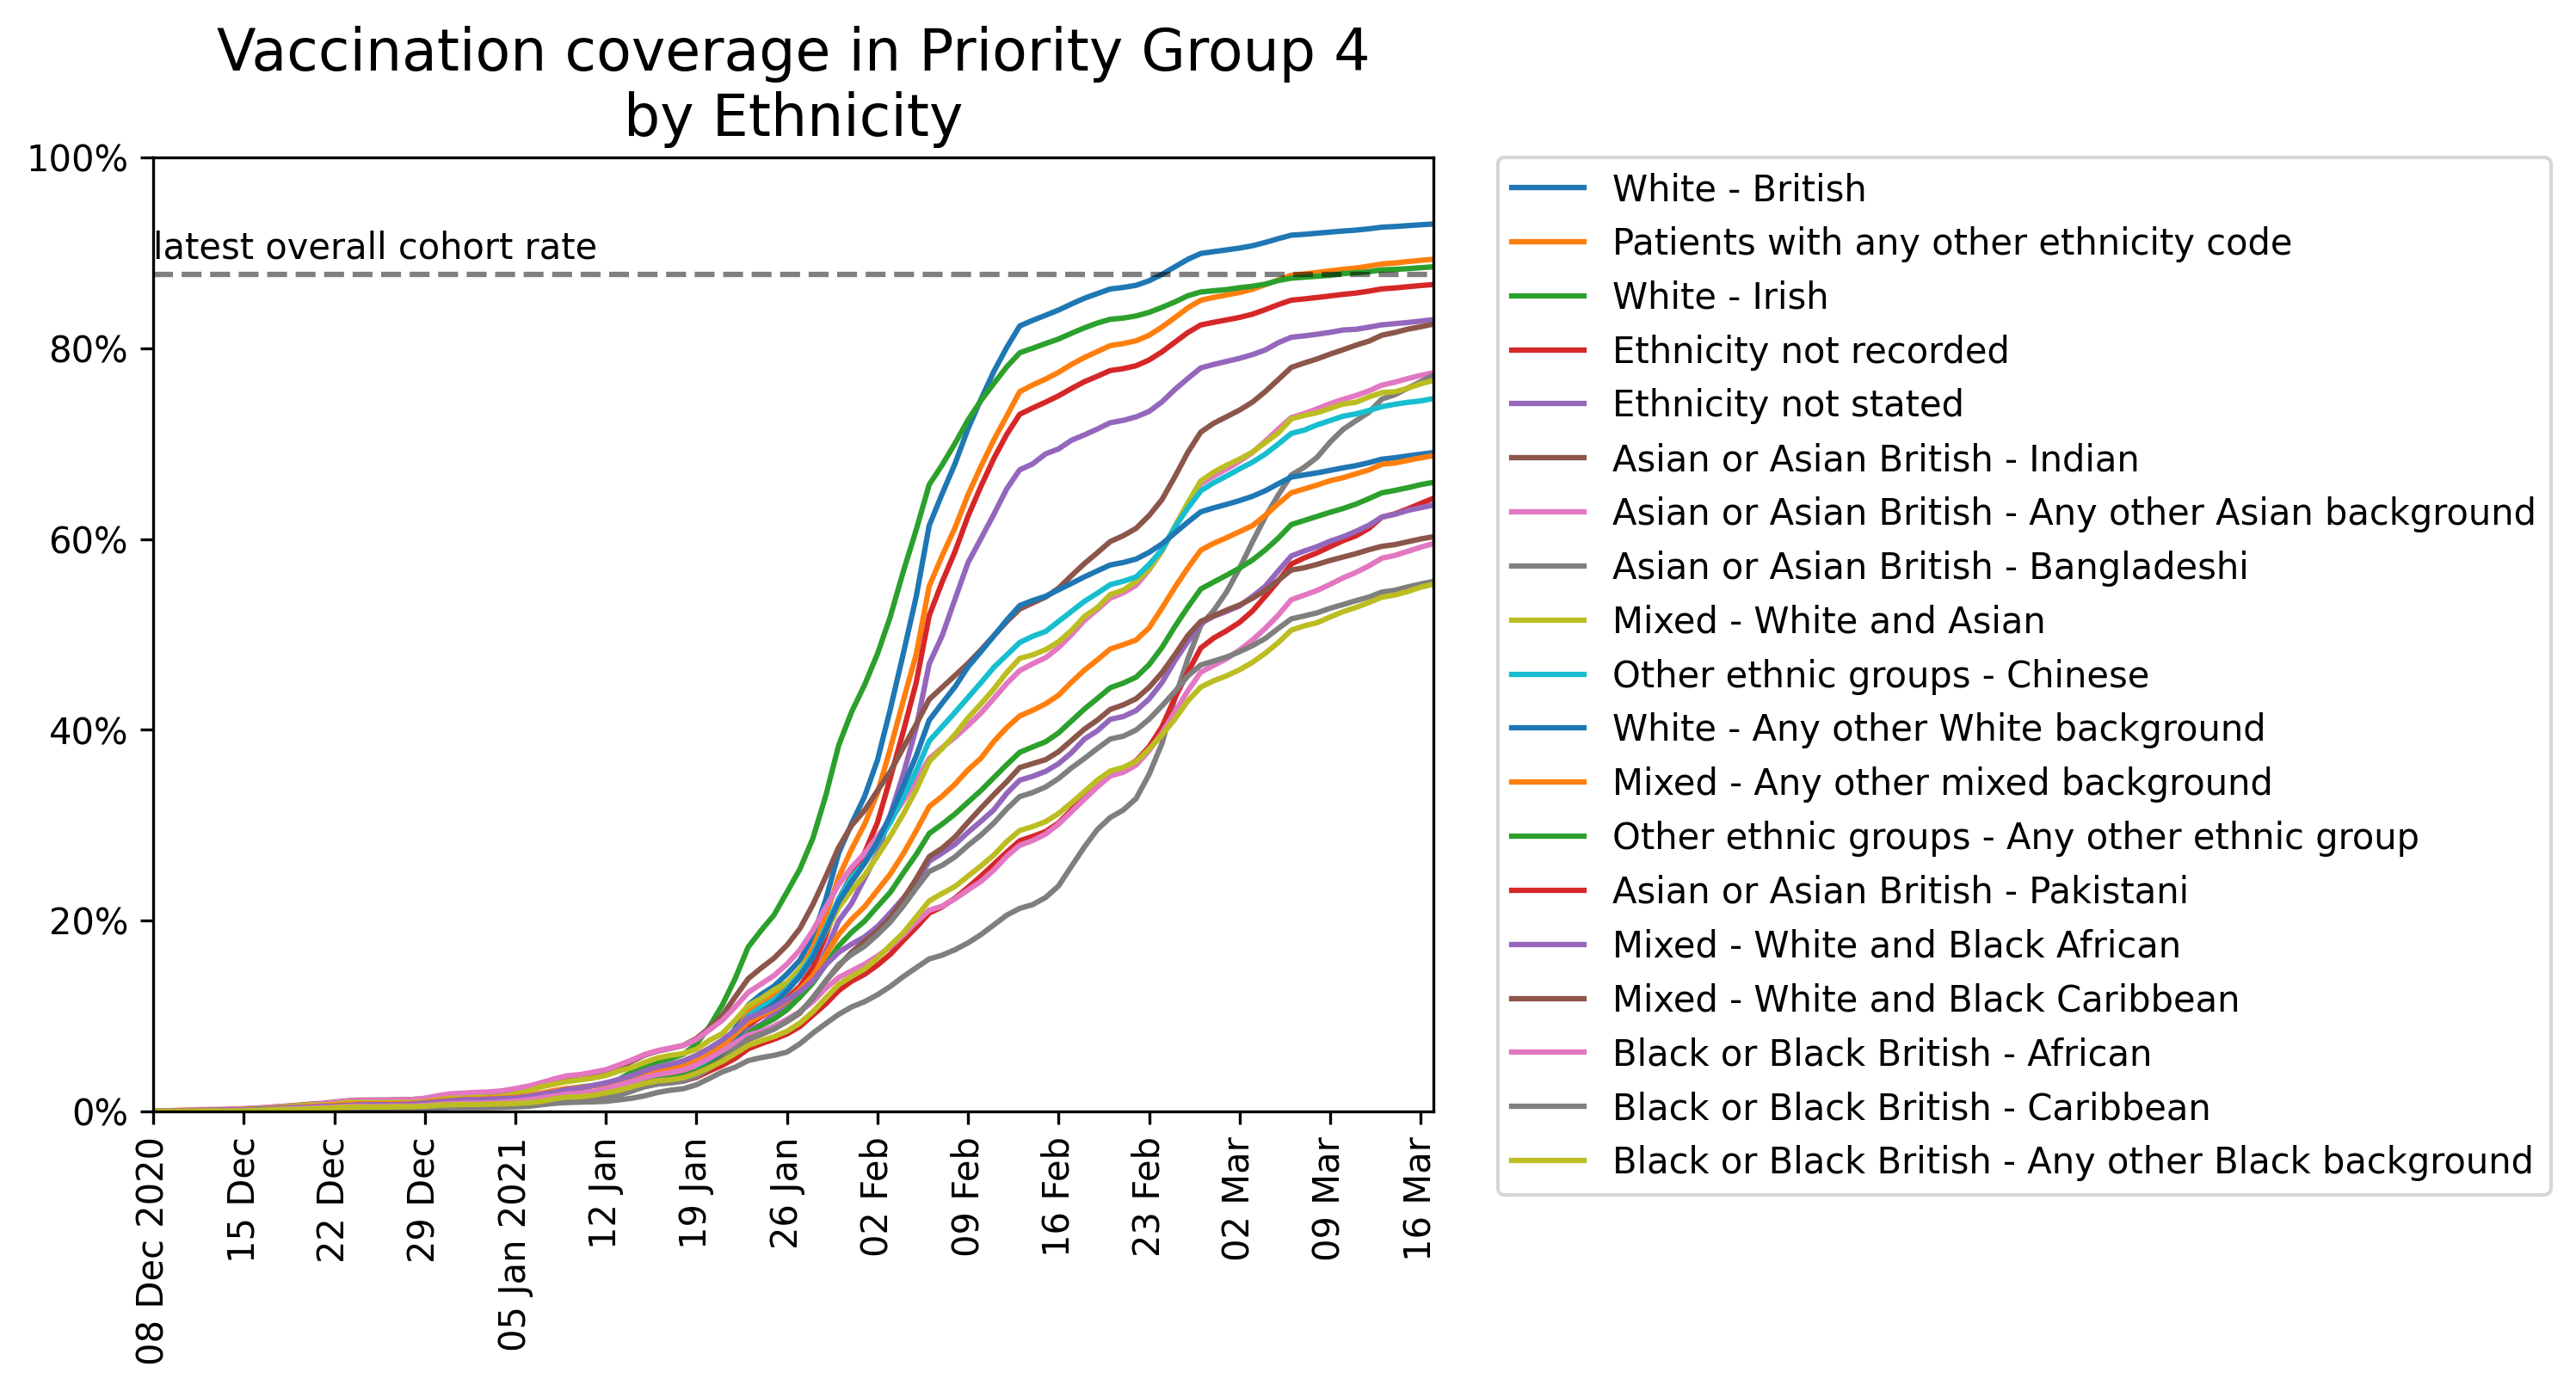 Vaccination coverage in Priority Group 4
by Ethnicity
100%
80%
60%
40%
20%
0%
latest overall cohort rate
08 Dec 2020
15 Dec
22 Dec
29 Dec
05 Jan 2021
12 Jan
19 Jan
26 Jan
02 Feb
09 Feb
16 Feb
23 Feb
02 Mar
09 Mar
16 Mar
White - British
Patients with any other ethnicity code
White - Irish
Ethnicity not recorded
Ethnicity not stated
Asian or Asian British - Indian
Asian or Asian British - Any other Asian background
Asian or Asian British - Bangladeshi
Mixed - White and Asian
Other ethnic groups - Chinese
White - Any other White background
Mixed - Any other mixed background
Other ethnic groups - Any other ethnic group
Asian or Asian British - Pakistani
Mixed - White and Black African
Mixed - White and Black Caribbean
Black or Black British - African
Black or Black British - Caribbean
Black or Black British - Any other Black background